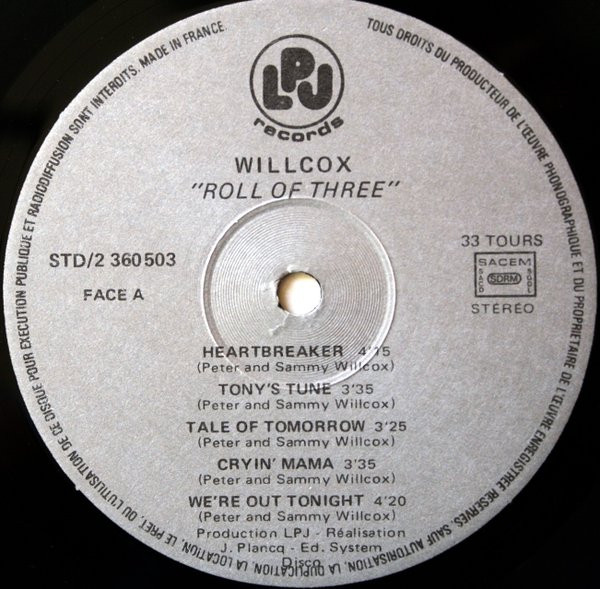 LPJ
records
WILLCOX
"ROLL OF THREE"
STD/2 360503
FACE A
33 TOURS
SACEM
SACD SDRM SGDL
STÉRÉO
HEARTBREAKER 4'15
(Peter and Sammy Willcox)
TONY'S TUNE 3'35
(Peter and Sammy Willcox)
TALE OF TOMORROW 3'25
(Peter and Sammy Willcox)
CRYIN' MAMA 3'35
(Peter and Sammy Willcox)
WE'RE OUT TONIGHT 4'20
(Peter and Sammy Willcox)
Production LPJ - Réalisation
J. Plancq - Ed. System
Disco
TOUS DROITS DU PRODUCTEUR DE L'ŒUVRE PHONOGRAPHIQUE ET DU PROPRIETAIRE DE L'ŒUVRE ENREGISTREE RESERVES. SAUF AUTORISATION, LA DUPLICATION, LA LOCATION, LE PRET, OU L'UTILISATION DE CE DISQUE POUR EXECUTION PUBLIQUE ET RADIODIFFUSION SONT INTERDITS. MADE IN FRANCE.